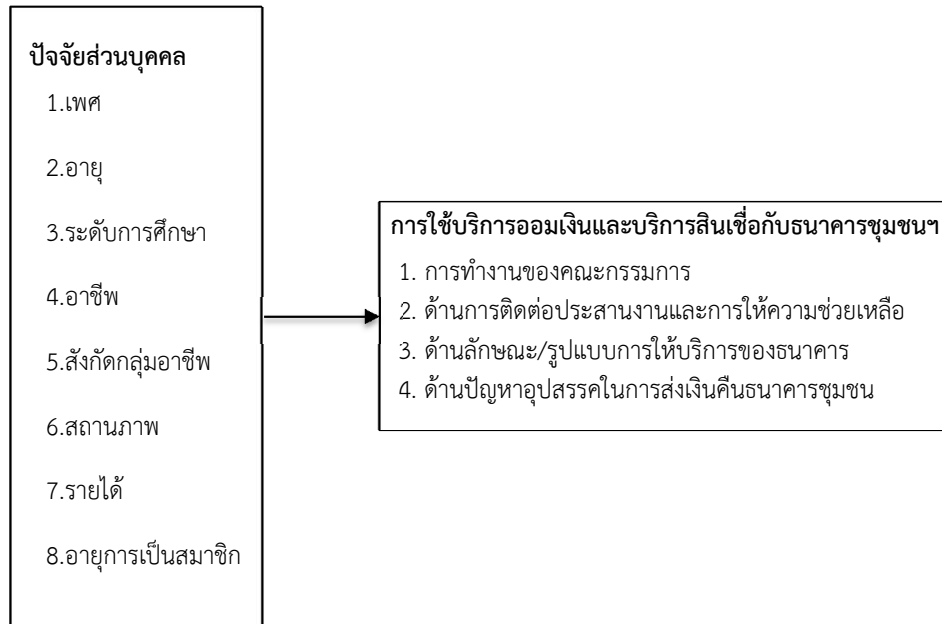 ปัจจัยส่วนบุคคล
1.เพศ
2.อายุ
3.ระดับการศึกษา
4.อาชีพ
5.สังกัดกลุ่มอาชีพ
6.สถานภาพ
7.รายได้
8.อายุการเป็นสมาชิก
การใช้บริการออมเงินและบริการสินเชื่อกับธนาคารชุมชนฯ
1. การทำงานของคณะกรรมการ
2. ด้านการติดต่อประสานงานและการให้ความช่วยเหลือ
3. ด้านลักษณะ/รูปแบบการให้บริการของธนาคาร
4. ด้านปัญหาอุปสรรคในการส่งเงินคืนธนาคารชุมชน